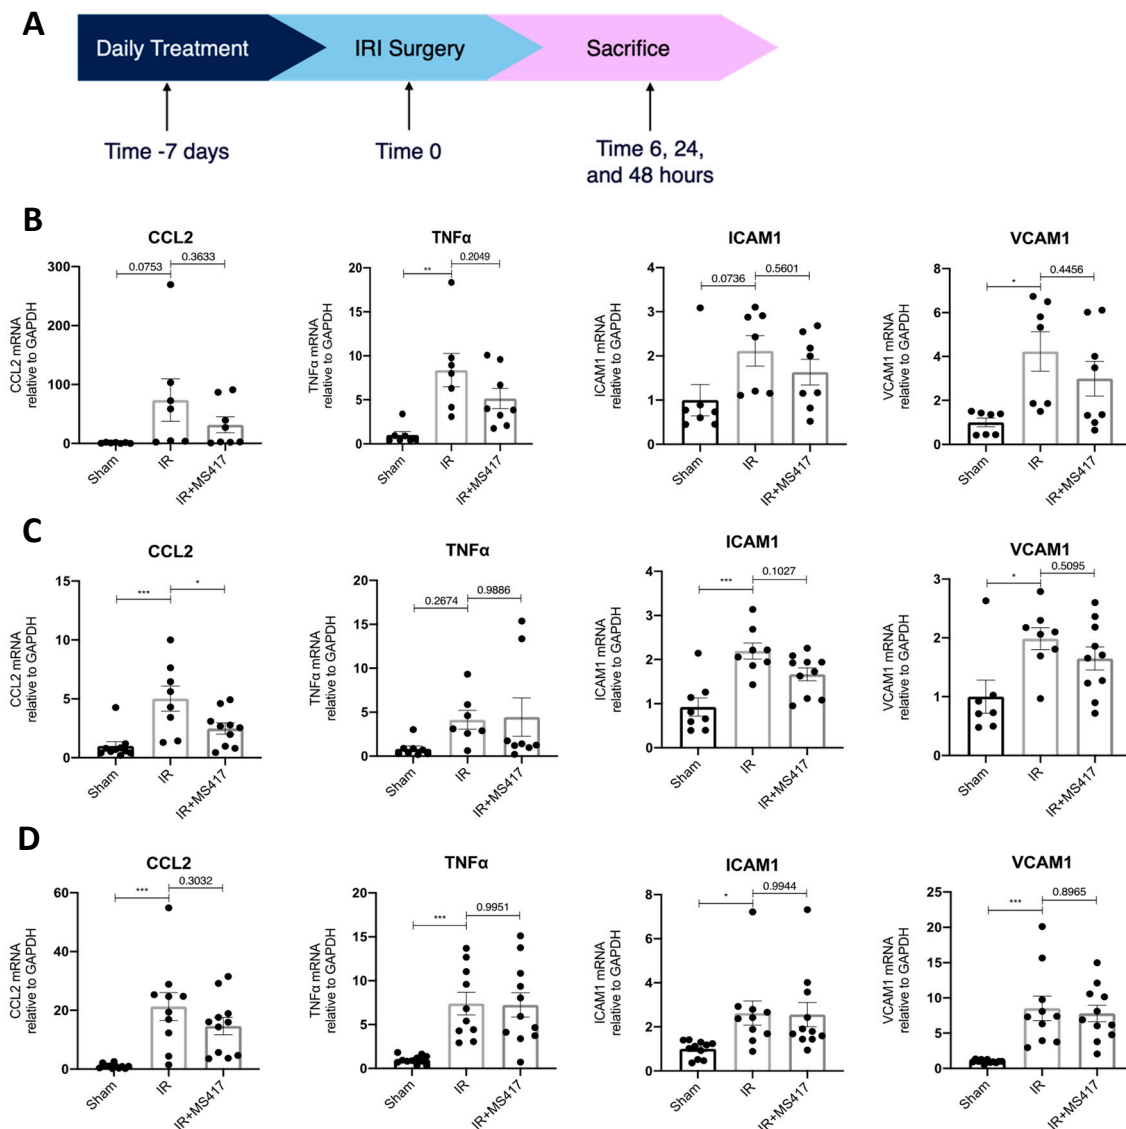 A
Daily Treatment
IRI Surgery
Sacrifice
Time -7 days
Time 0
Time 6, 24,
and 48 hours
B
CCL2
CCL2 mRNA
relative to GAPDH
300
200
100
0
0.0753
0.3633
Sham
IR
IR+MS417
TNFα
TNFα mRNA
relative to GAPDH
20
15
10
5
0
**
0.2049
Sham
IR
IR+MS417
ICAM1
ICAM1 mRNA
relative to GAPDH
4
3
2
1
0
0.0736
0.5601
Sham
IR
IR+MS417
VCAM1
VCAM1 mRNA
relative to GAPDH
8
6
4
2
0
*
0.4456
Sham
IR
IR+MS417
C
CCL2
CCL2 mRNA
relative to GAPDH
15
10
5
0
***
*
Sham
IR
IR+MS417
TNFα
TNFα mRNA
relative to GAPDH
20
15
10
5
0
0.2674
0.9886
Sham
IR
IR+MS417
ICAM1
ICAM1 mRNA
relative to GAPDH
4
3
2
1
0
***
0.1027
Sham
IR
IR+MS417
VCAM1
VCAM1 mRNA
relative to GAPDH
3
2
1
0
*
0.5095
Sham
IR
IR+MS417
D
CCL2
CCL2 mRNA
relative to GAPDH
60
40
20
0
***
0.3032
Sham
IR
IR+MS417
TNFα
TNFα mRNA
relative to GAPDH
20
15
10
5
0
***
0.9951
Sham
IR
IR+MS417
ICAM1
ICAM1 mRNA
relative to GAPDH
8
6
4
2
0
*
0.9944
Sham
IR
IR+MS417
VCAM1
VCAM1 mRNA
relative to GAPDH
25
20
15
10
5
0
***
0.8965
Sham
IR
IR+MS417